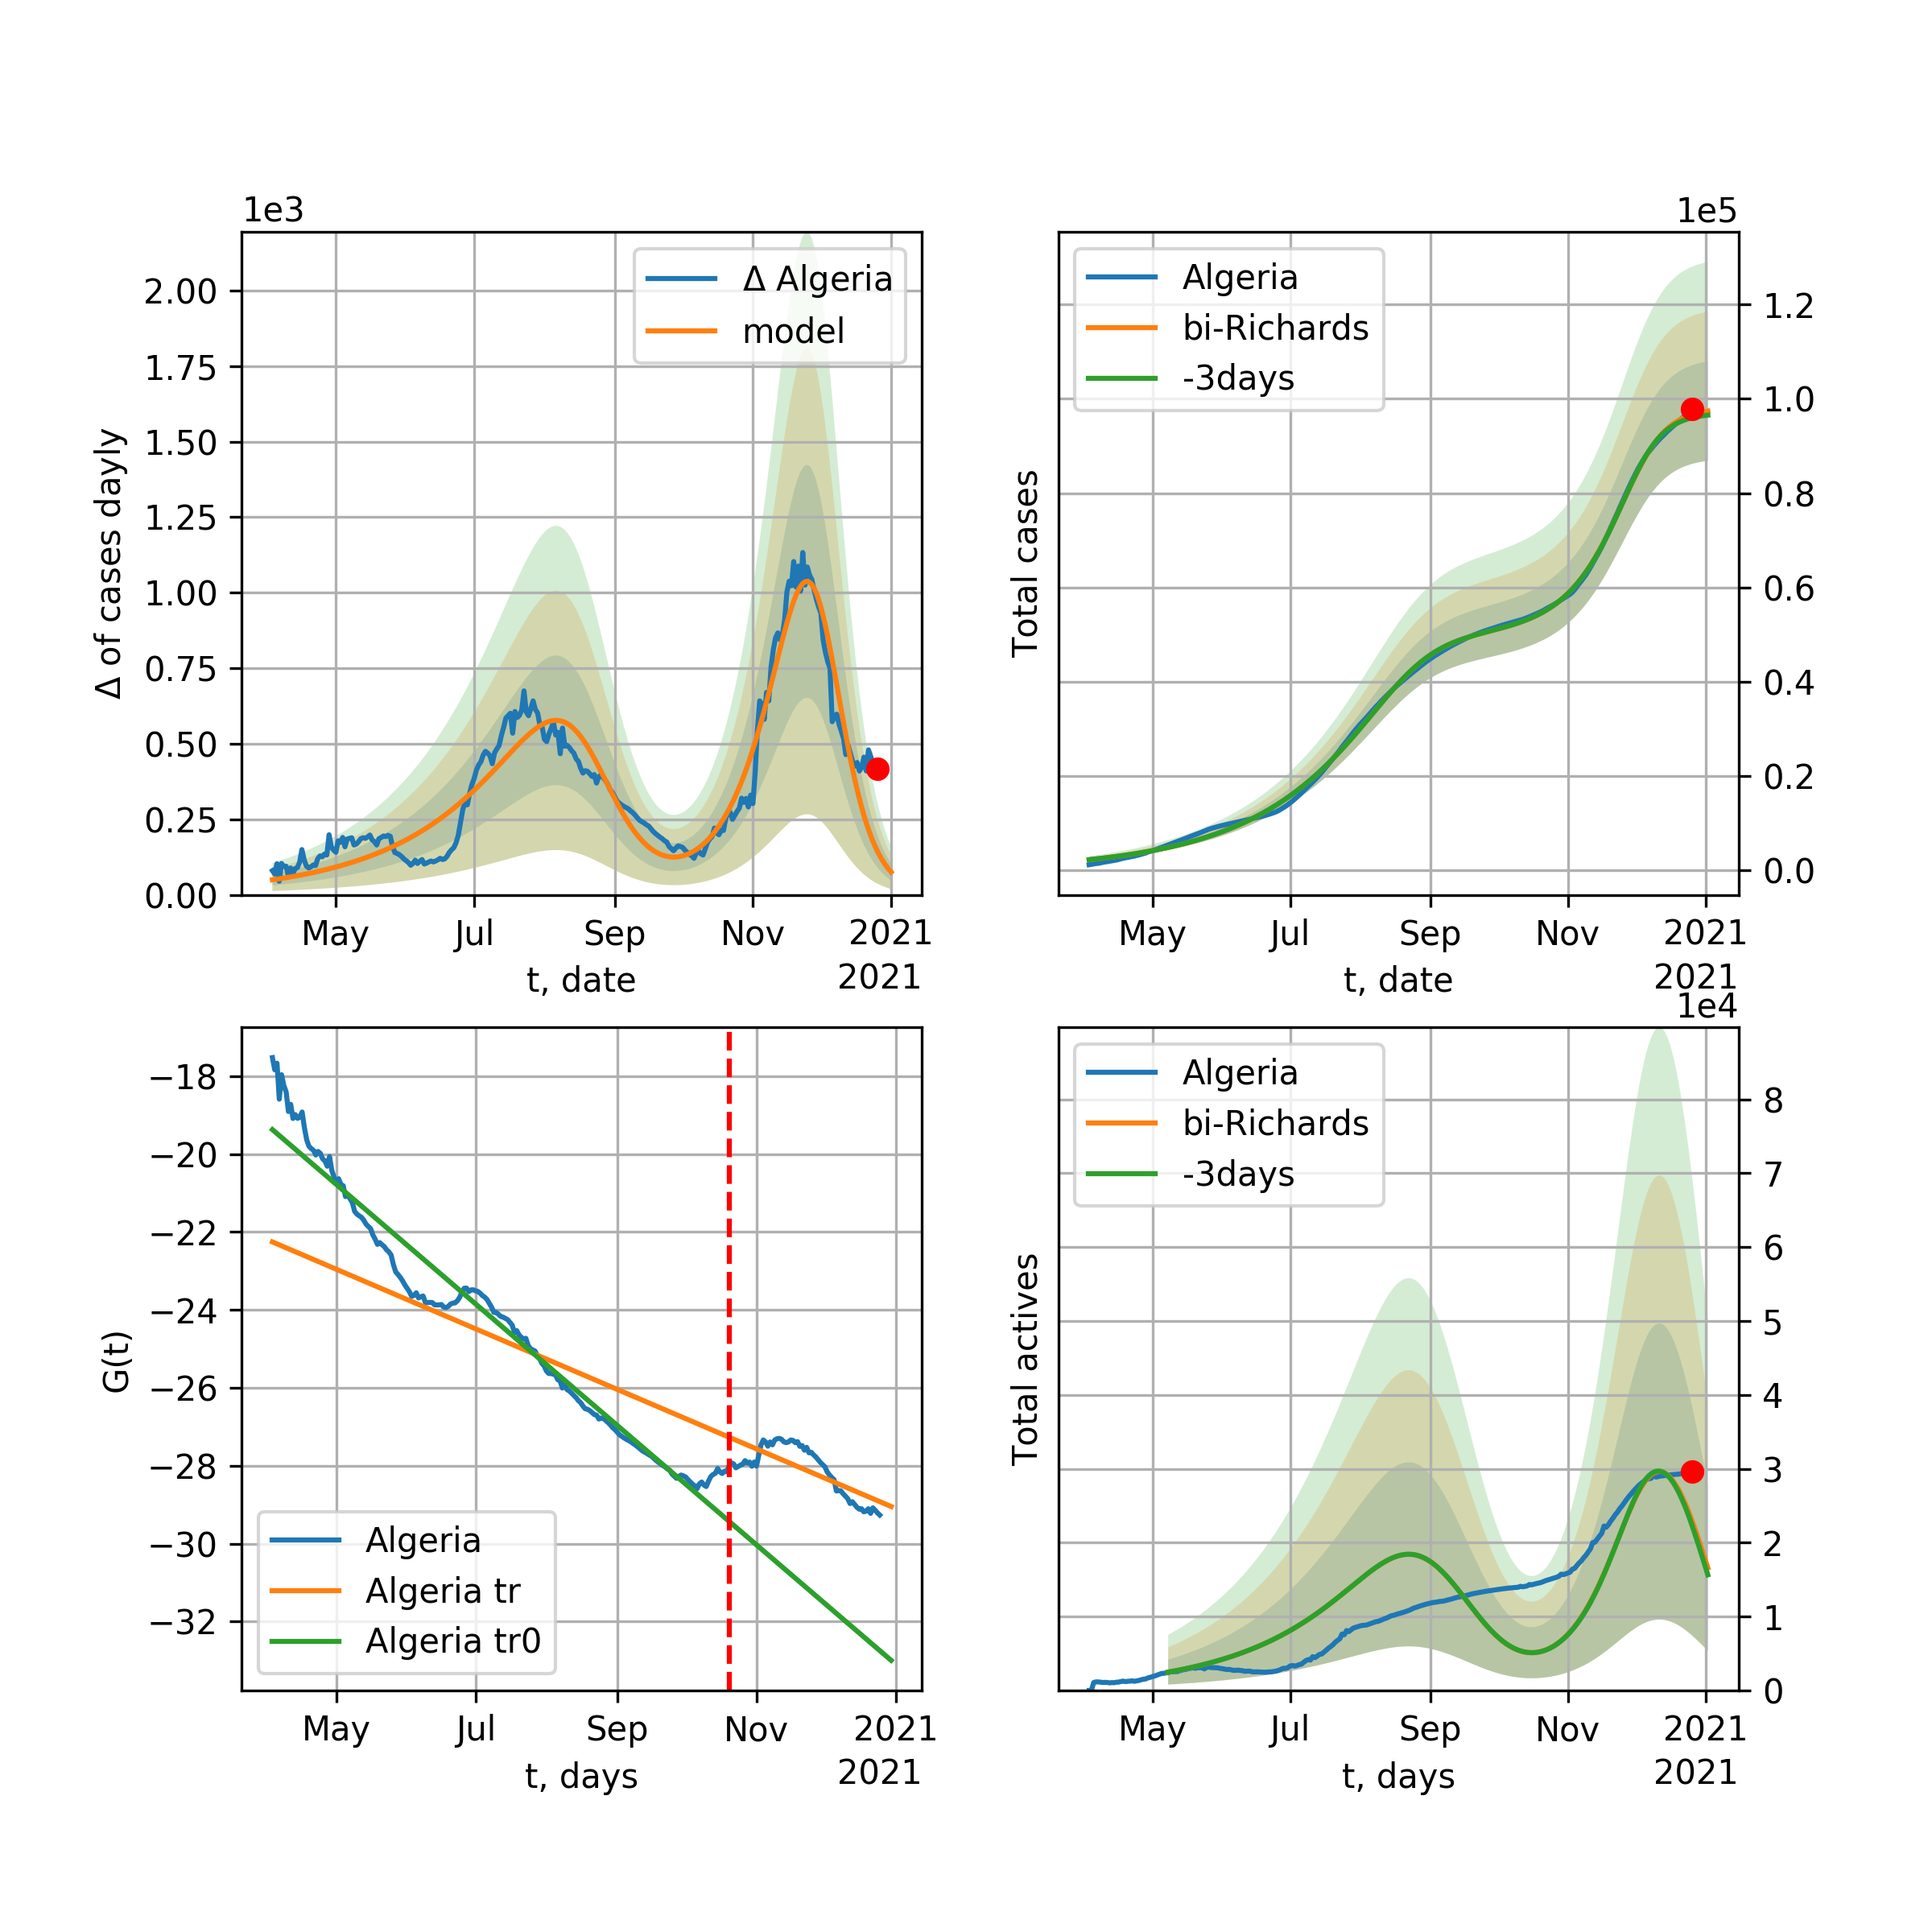 1e3
Δ of cases dayly
2.00
1.75
1.50
1.25
1.00
0.75
0.50
0.25
0.00
Δ Algeria
model
May Jul Sep Nov 2021
t, date
2021
1e5
Total cases
Algeria
bi-Richards
-3days
1.2
1.0
0.8
0.6
0.4
0.2
0.0
May Jul Sep Nov 2021
t, date
2021
G(t)
−18
−20
−22
−24
−26
−28
−30
−32
Algeria
Algeria tr
Algeria tr0
May Jul Sep Nov 2021
t, days
2021
1e4
Total actives
Algeria
bi-Richards
-3days
8
7
6
5
4
3
2
1
0
May Jul Sep Nov 2021
t, days
2021